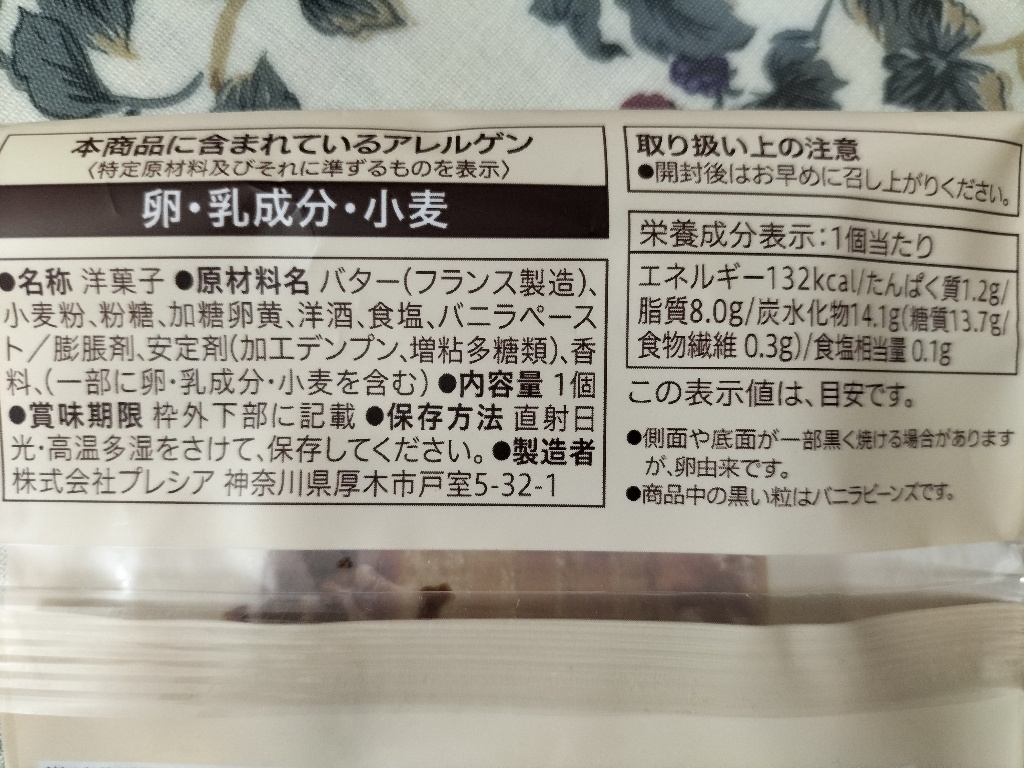 本商品に含まれているアレルゲン
〈特定原材料及びそれに準ずるものを表示〉
卵・乳成分・小麦
●名称 洋菓子 ●原材料名 バター(フランス製造)、
小麦粉、粉糖、加糖卵黄、洋酒、食塩、バニラペース
ト／膨脹剤、安定剤(加工デンプン、増粘多糖類)、香
料、(一部に卵・乳成分・小麦を含む) ●内容量 1個
●賞味期限 枠外下部に記載 ●保存方法 直射日
光・高温多湿をさけて、保存してください。●製造者
株式会社プレシア 神奈川県厚木市戸室5-32-1
取り扱い上の注意
●開封後はお早めに召し上がりください。
栄養成分表示：1個当たり
エネルギー132kcal/たんぱく質1.2g/
脂質8.0g/炭水化物14.1g(糖質13.7g/
食物繊維 0.3g)/食塩相当量 0.1g
この表示値は、目安です。
●側面や底面が一部黒く焼ける場合があります
が、卵由来です。
●商品中の黒い粒はバニラビーンズです。